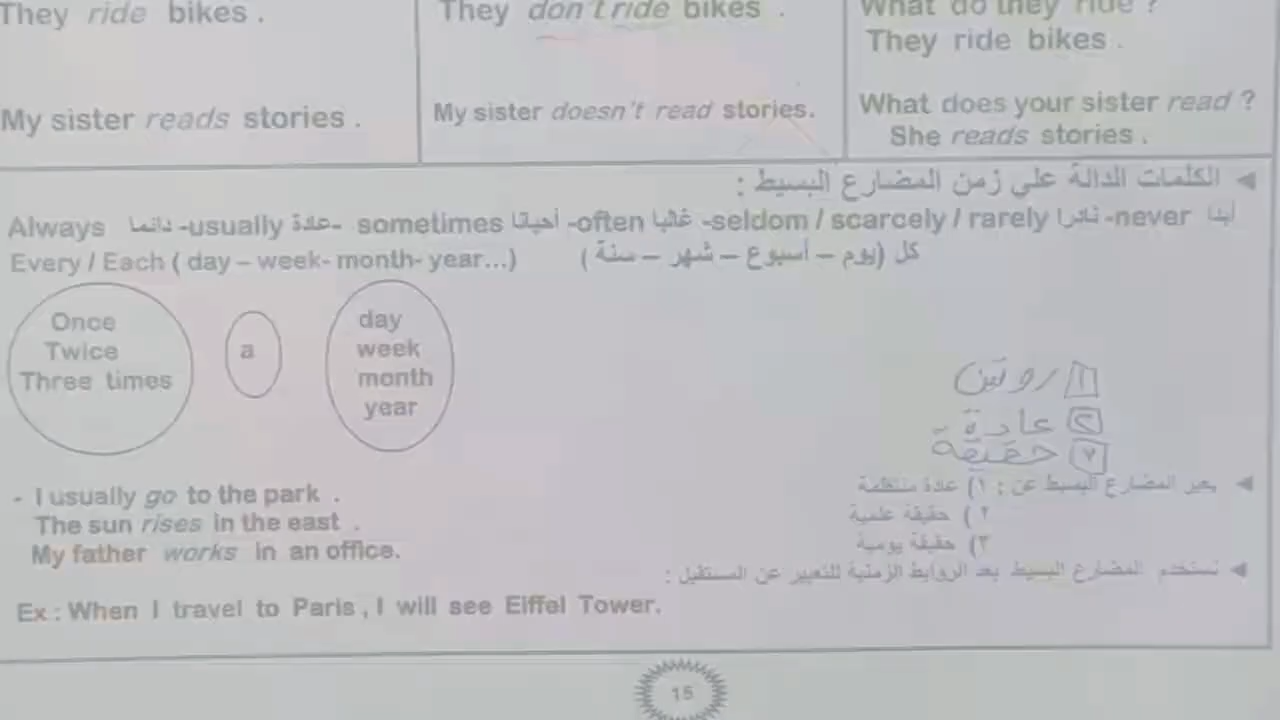 They ride bikes .
They don't ride bikes .
What do they ride ?
They ride bikes .
My sister reads stories .
My sister doesn't read stories.
What does your sister read ?
She reads stories .
◄ الكلمات الدالة على زمن المضارع البسيط :
Always دائما -usually عادة- sometimes أحيانا -often غالبا -seldom / scarcely / rarely نادرا -never أبدا
Every / Each ( day – week- month- year...) كل (يوم – أسبوع – شهر – سنة )
Once
Twice
Three times
a
day
week
month
year
١ روتين
٢ عادة
٣ حقيقة
- I usually go to the park .
The sun rises in the east .
My father works in an office.
◄ يعبر المضارع البسيط عن : ١) عادة منتظمة
٢ ) حقيقة علمية
٣) حقيقة يومية
◄ نستخدم المضارع البسيط بعد الروابط الزمنية للتعبير عن المستقبل :
Ex : When I travel to Paris , I will see Eiffel Tower.
15